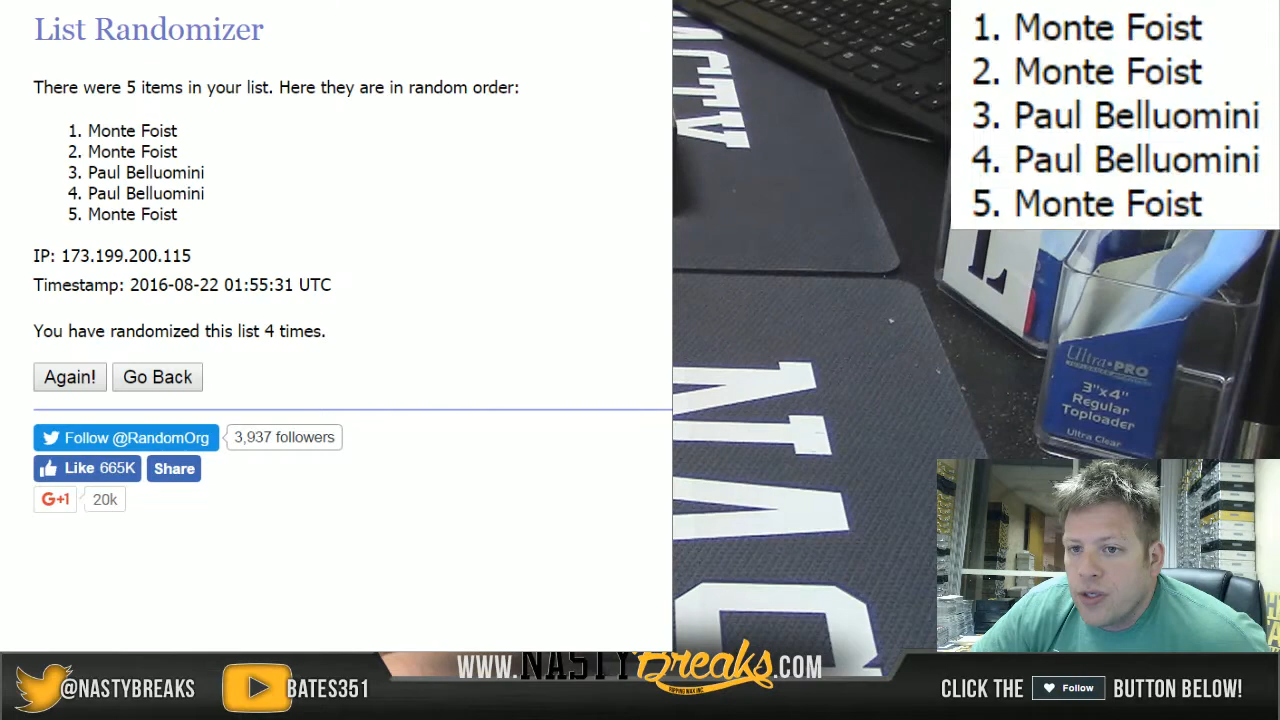 List Randomizer
There were 5 items in your list. Here they are in random order:
1. Monte Foist
2. Monte Foist
3. Paul Belluomini
4. Paul Belluomini
5. Monte Foist
IP: 173.199.200.115
Timestamp: 2016-08-22 01:55:31 UTC
You have randomized this list 4 times.
Again! Go Back
Follow @RandomOrg 3,937 followers
Like 665K Share
G+1 20k
1. Monte Foist
2. Monte Foist
3. Paul Belluomini
4. Paul Belluomini
5. Monte Foist
Ultra PRO
3"x4"
Regular
Toploader
Ultra Clear
@NASTYBREAKS
BATES351
WWW.NASTYBreaks.COM
RIPPING WAX INC.
CLICK THE Follow BUTTON BELOW!